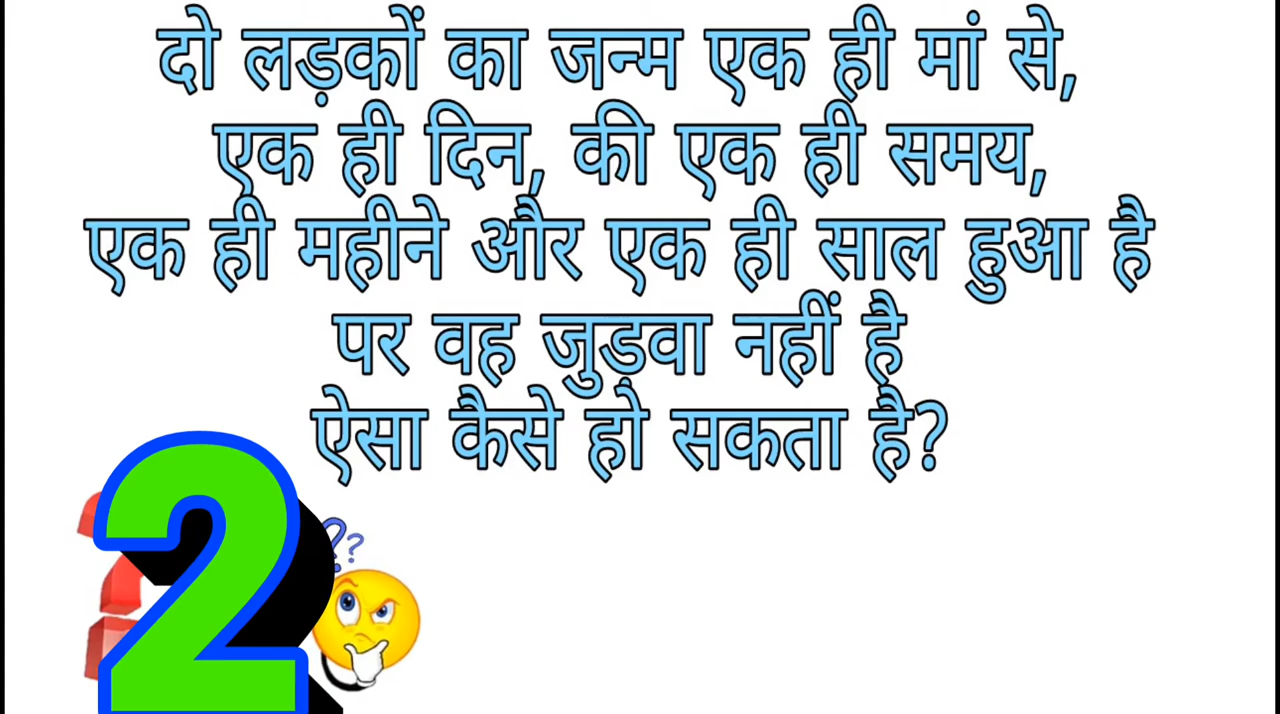 दो लड़कों का जन्म एक ही मां से,
एक ही दिन, की एक ही समय,
एक ही महीने और एक ही साल हुआ है
पर वह जुड़वा नहीं है
ऐसा कैसे हो सकता है?
2